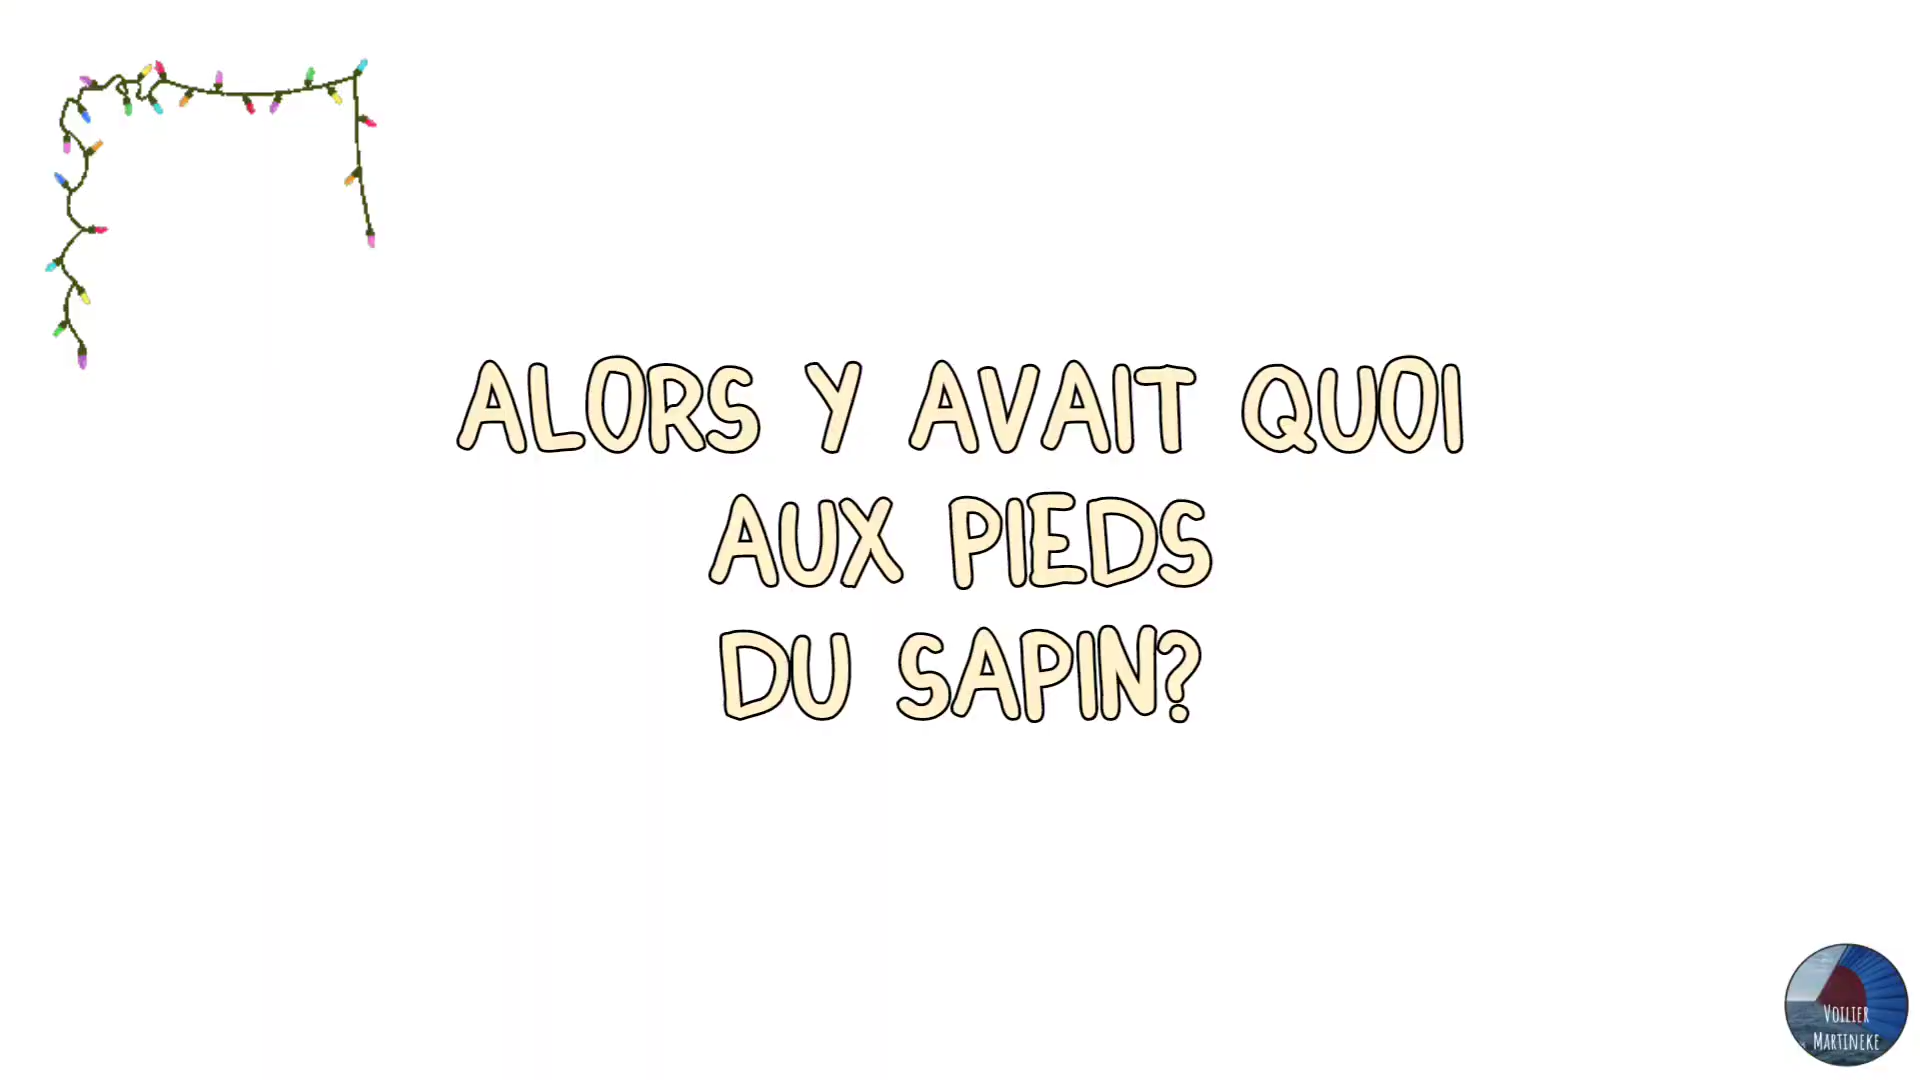 ALORS Y AVAIT QUOI
AUX PIEDS
DU SAPIN?
VOILIER
MARTINEKE